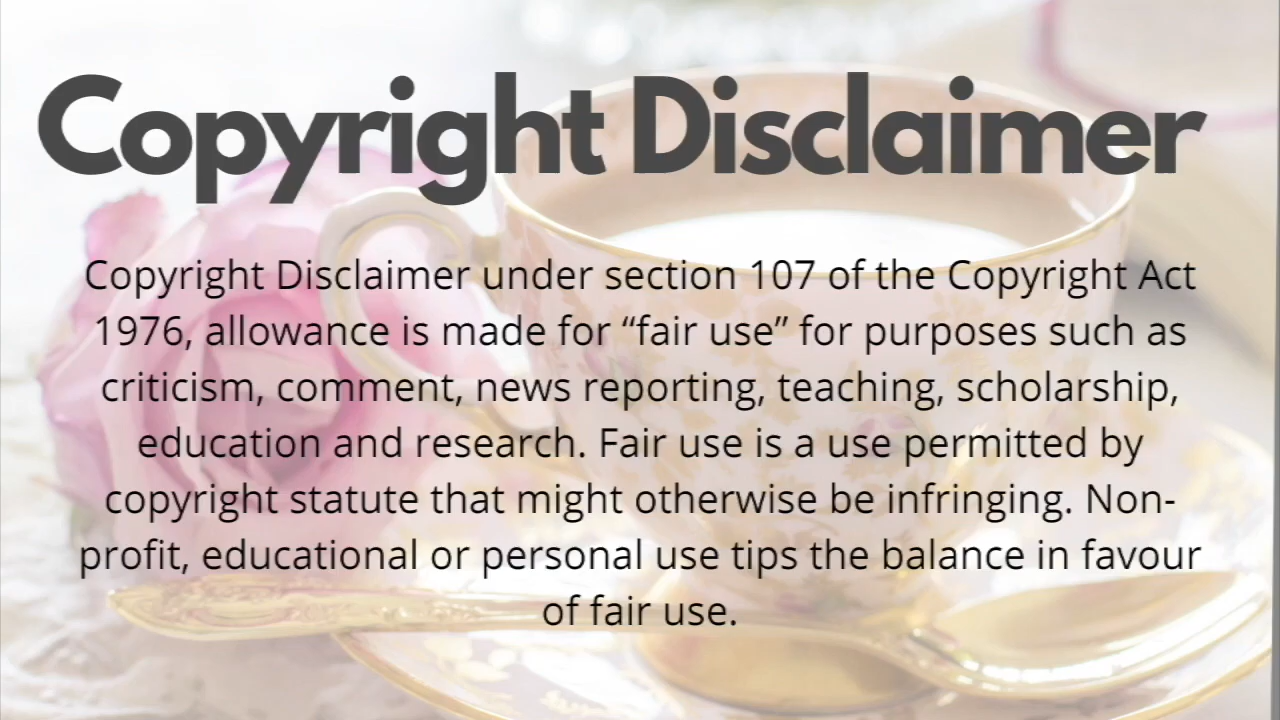 Copyright Disclaimer
Copyright Disclaimer under section 107 of the Copyright Act
1976, allowance is made for “fair use” for purposes such as
criticism, comment, news reporting, teaching, scholarship,
education and research. Fair use is a use permitted by
copyright statute that might otherwise be infringing. Non-
profit, educational or personal use tips the balance in favour
of fair use.